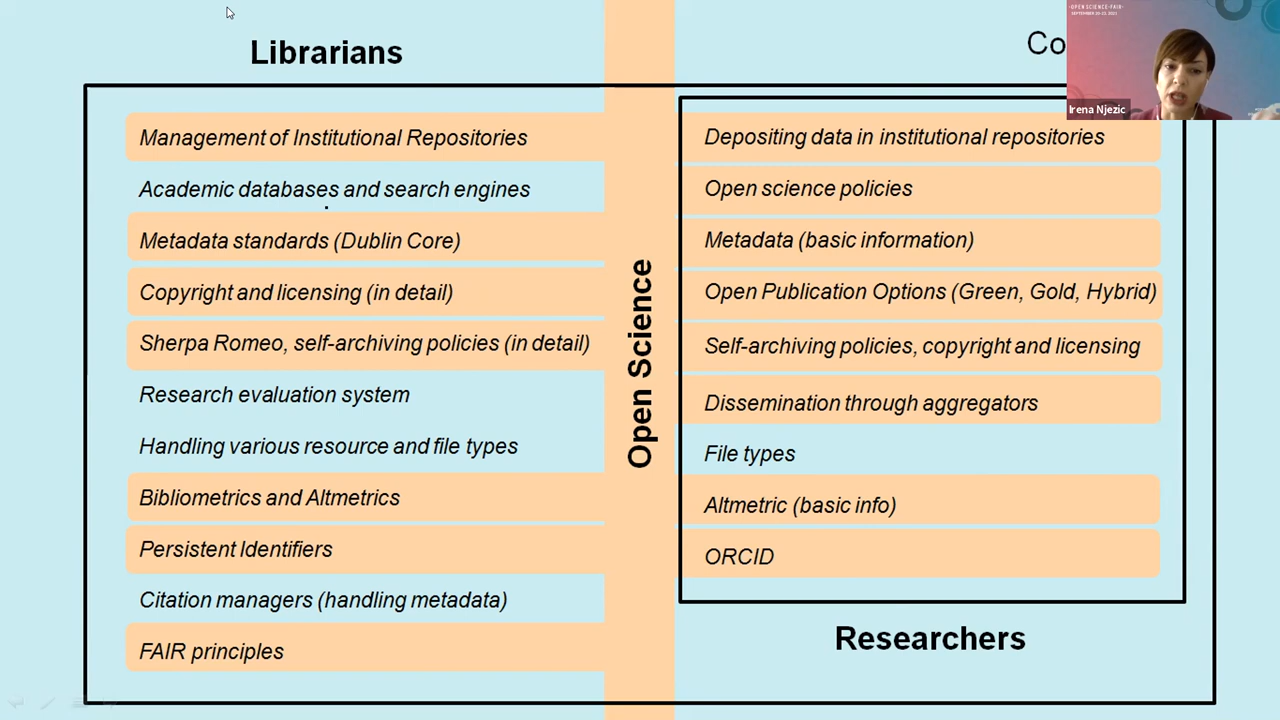 Librarians
Co
OPEN SCIENCE FAIR
Irena Njezic
Management of Institutional Repositories
Academic databases and search engines
Metadata standards (Dublin Core)
Copyright and licensing (in detail)
Sherpa Romeo, self-archiving policies (in detail)
Research evaluation system
Handling various resource and file types
Bibliometrics and Altmetrics
Persistent Identifiers
Citation managers (handling metadata)
FAIR principles
Open Science
Depositing data in institutional repositories
Open science policies
Metadata (basic information)
Open Publication Options (Green, Gold, Hybrid)
Self-archiving policies, copyright and licensing
Dissemination through aggregators
File types
Altmetric (basic info)
ORCID
Researchers